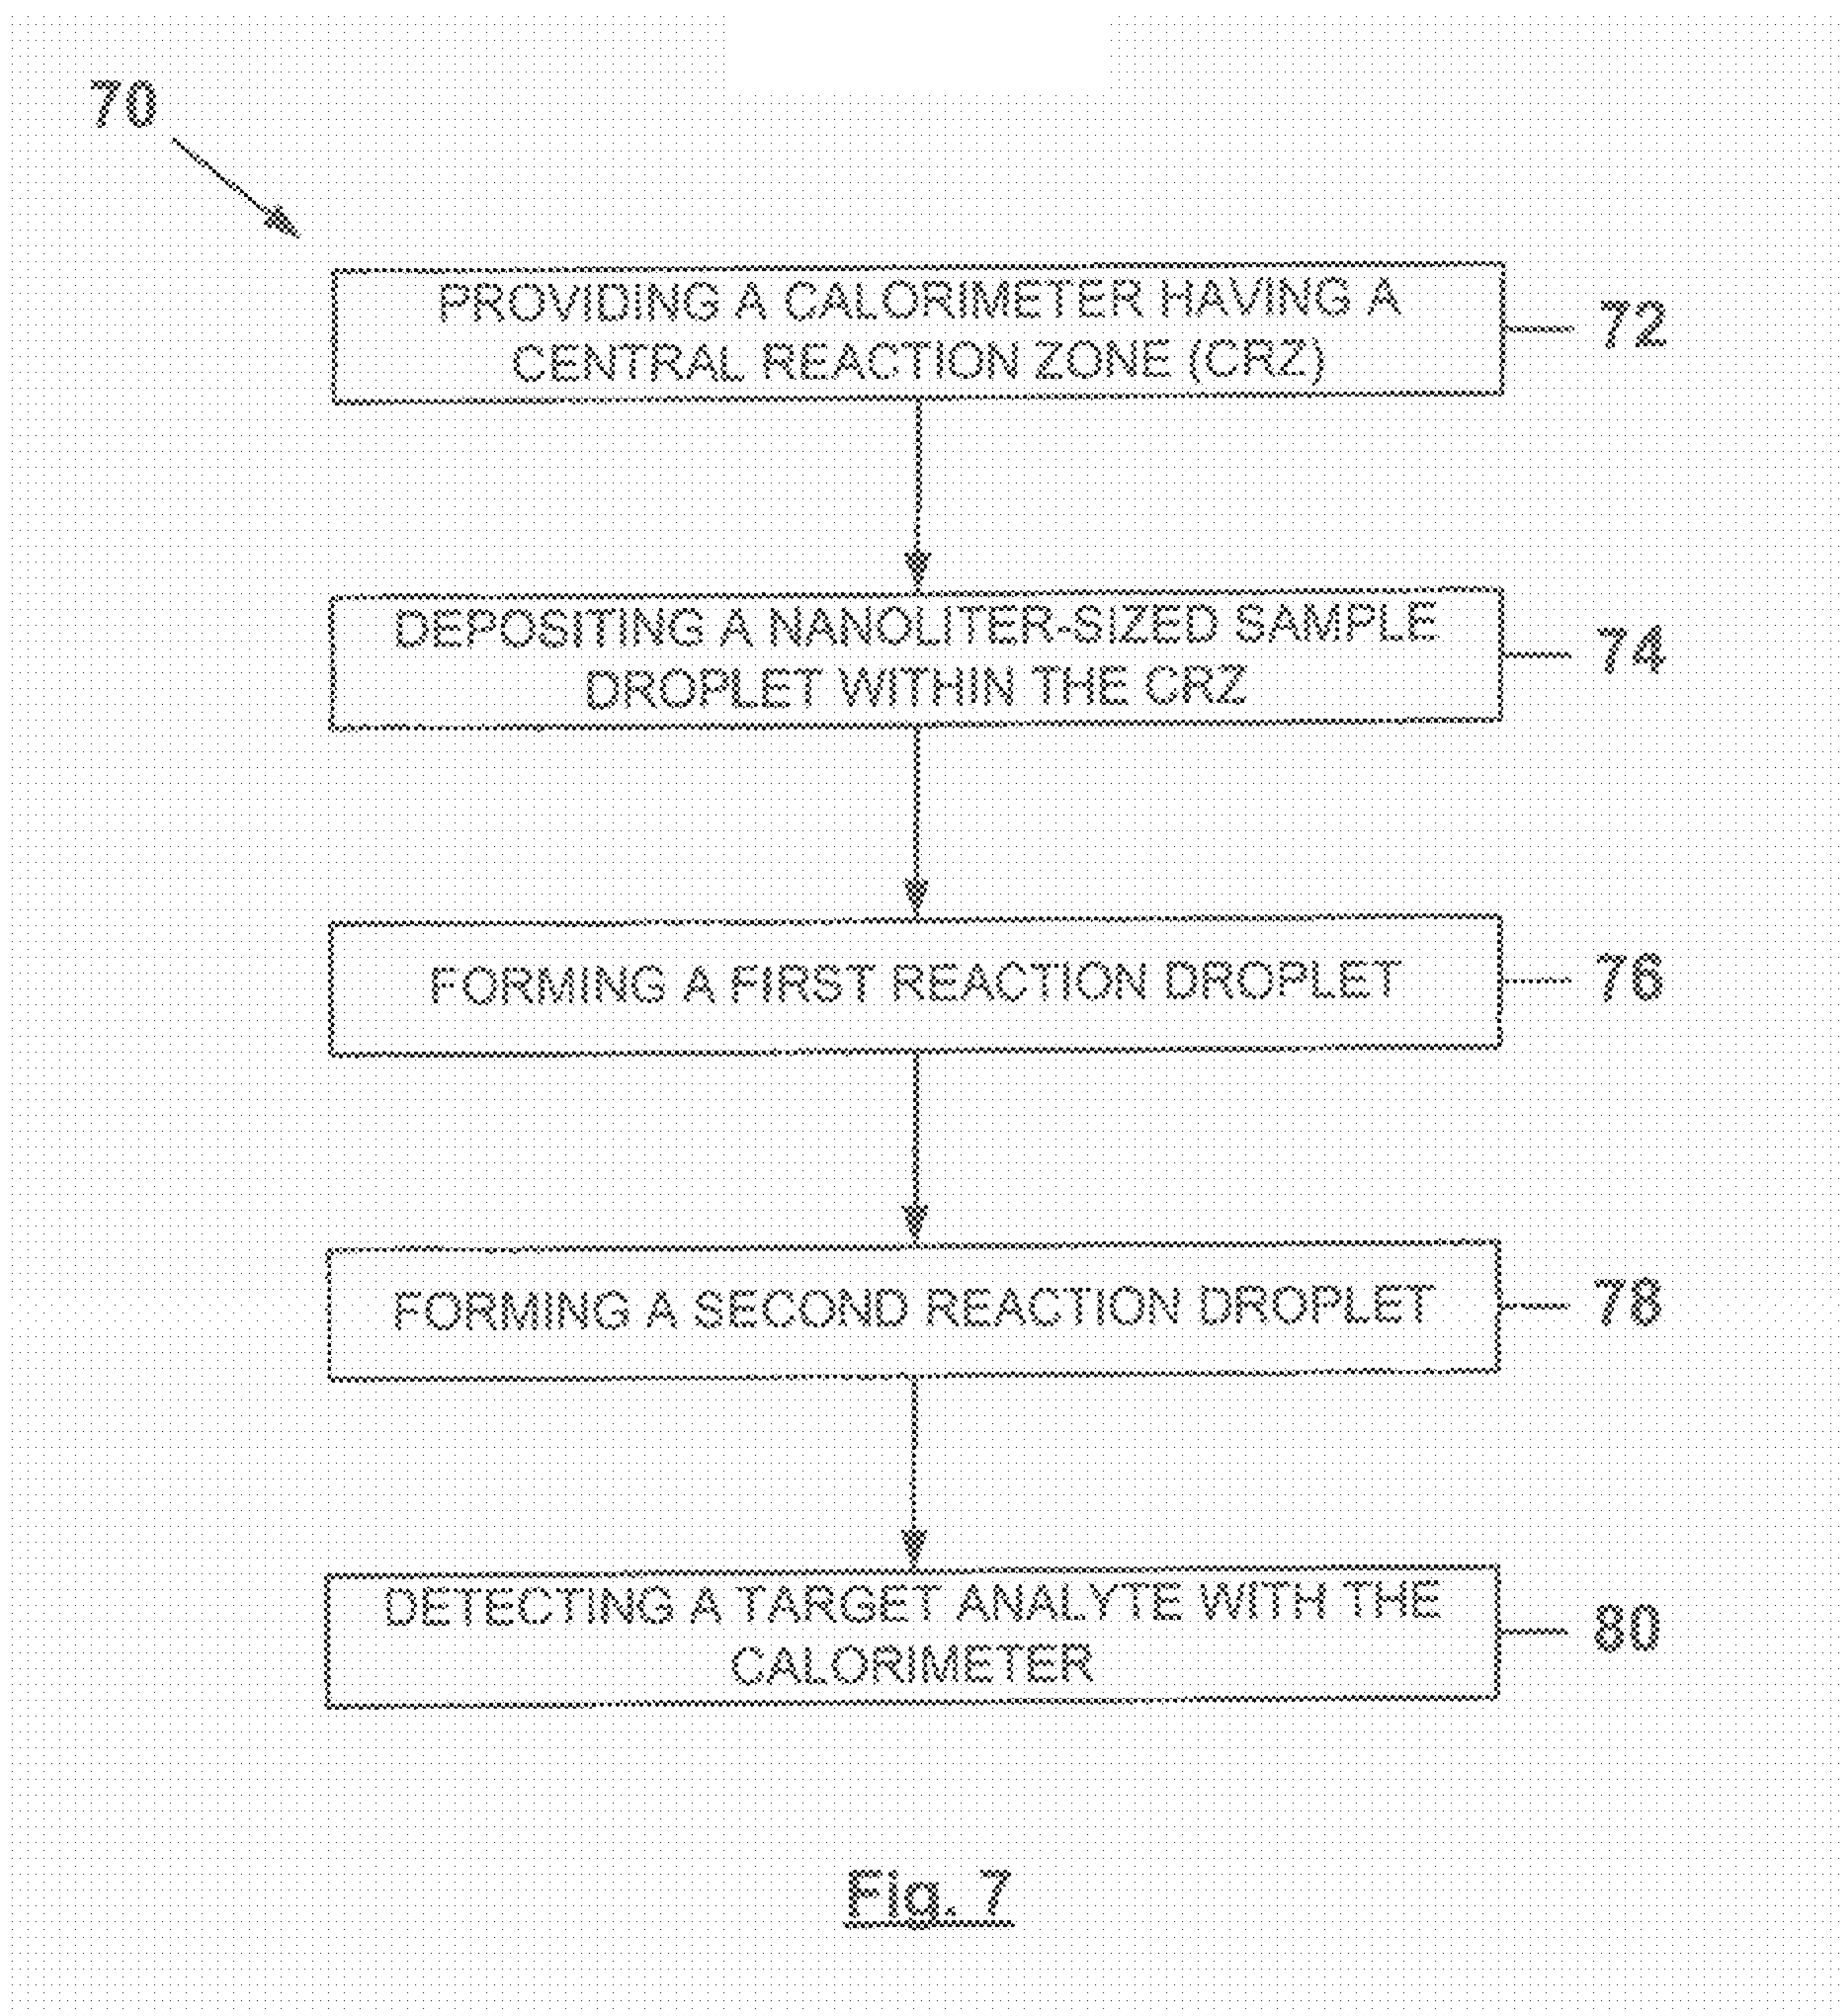 70
PROVIDING A CALORIMETER HAVING A
CENTRAL REACTION ZONE (CRZ)
72
DEPOSITING A NANOLITER-SIZED SAMPLE
DROPLET WITHIN THE CRZ
74
FORMING A FIRST REACTION DROPLET
76
FORMING A SECOND REACTION DROPLET
78
DETECTING A TARGET ANALYTE WITH THE
CALORIMETER
80
Fig. 7